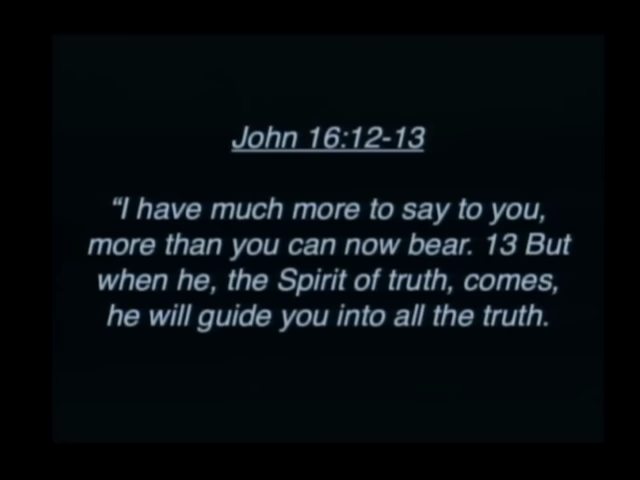 John 16:12-13
“I have much more to say to you,
more than you can now bear. 13 But
when he, the Spirit of truth, comes,
he will guide you into all the truth.